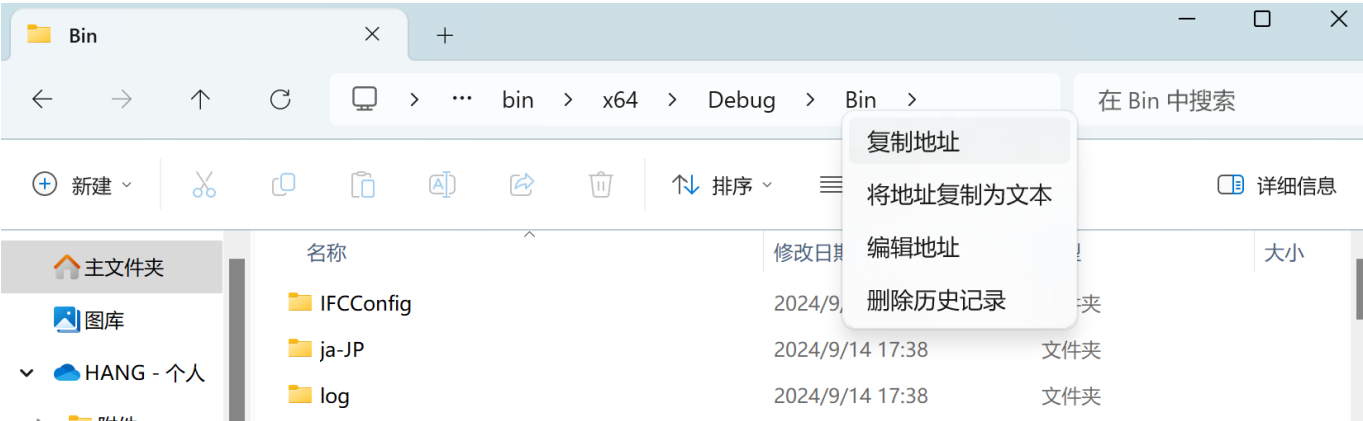 Bin
bin x64 Debug Bin
在 Bin 中搜索
复制地址
新建
排序
将地址复制为文本
详细信息
编辑地址
删除历史记录
主文件夹
图库
HANG - 个人
名称
修改日期
大小
IFCConfig
2024/9/
ja-JP
2024/9/14 17:38
文件夹
log
2024/9/14 17:38
文件夹